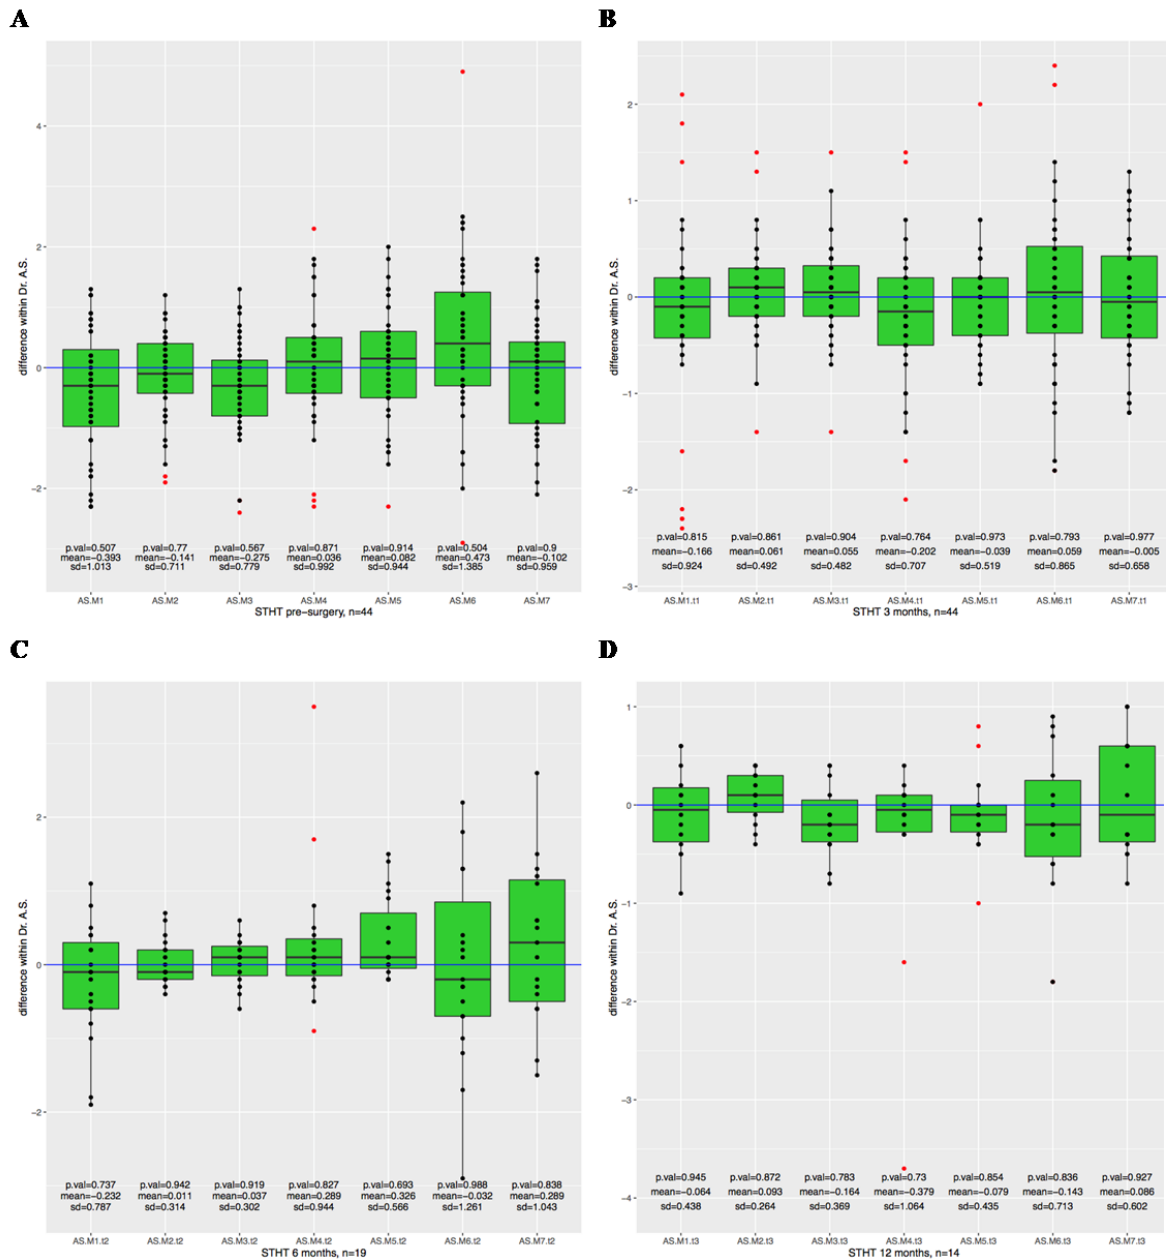 A
difference within Dr. A.S.
4
2
0
−2
p.val=0.507 p.val=0.77 p.val=0.567 p.val=0.871 p.val=0.914 p.val=0.504 p.val=0.9
mean=−0.393 mean=−0.141 mean=−0.275 mean=0.036 mean=0.082 mean=0.473 mean=−0.102
sd=1.013 sd=0.711 sd=0.779 sd=0.992 sd=0.944 sd=1.385 sd=0.959
AS.M1 AS.M2 AS.M3 AS.M4 AS.M5 AS.M6 AS.M7
STHT pre-surgery, n=44
B
difference within Dr. A.S.
2
1
0
−1
−2
−3
p.val=0.815 p.val=0.861 p.val=0.904 p.val=0.764 p.val=0.973 p.val=0.793 p.val=0.977
mean=−0.166 mean=0.061 mean=0.055 mean=−0.202 mean=−0.039 mean=0.059 mean=−0.005
sd=0.924 sd=0.492 sd=0.482 sd=0.707 sd=0.519 sd=0.865 sd=0.658
AS.M1.t1 AS.M2.t1 AS.M3.t1 AS.M4.t1 AS.M5.t1 AS.M6.t1 AS.M7.t1
STHT 3 months, n=44
C
difference within Dr. A.S.
2
0
−2
p.val=0.737 p.val=0.942 p.val=0.919 p.val=0.827 p.val=0.693 p.val=0.988 p.val=0.838
mean=−0.232 mean=0.011 mean=0.037 mean=0.289 mean=0.326 mean=−0.032 mean=0.289
sd=0.787 sd=0.314 sd=0.302 sd=0.944 sd=0.566 sd=1.261 sd=1.043
AS.M1.t2 AS.M2.t2 AS.M3.t2 AS.M4.t2 AS.M5.t2 AS.M6.t2 AS.M7.t2
STHT 6 months, n=19
D
difference within Dr. A.S.
1
0
−1
−2
−3
−4
p.val=0.945 p.val=0.872 p.val=0.783 p.val=0.73 p.val=0.854 p.val=0.836 p.val=0.927
mean=−0.064 mean=0.093 mean=−0.164 mean=−0.379 mean=−0.079 mean=−0.143 mean=0.086
sd=0.438 sd=0.264 sd=0.369 sd=1.064 sd=0.435 sd=0.713 sd=0.602
AS.M1.t3 AS.M2.t3 AS.M3.t3 AS.M4.t3 AS.M5.t3 AS.M6.t3 AS.M7.t3
STHT 12 months, n=14